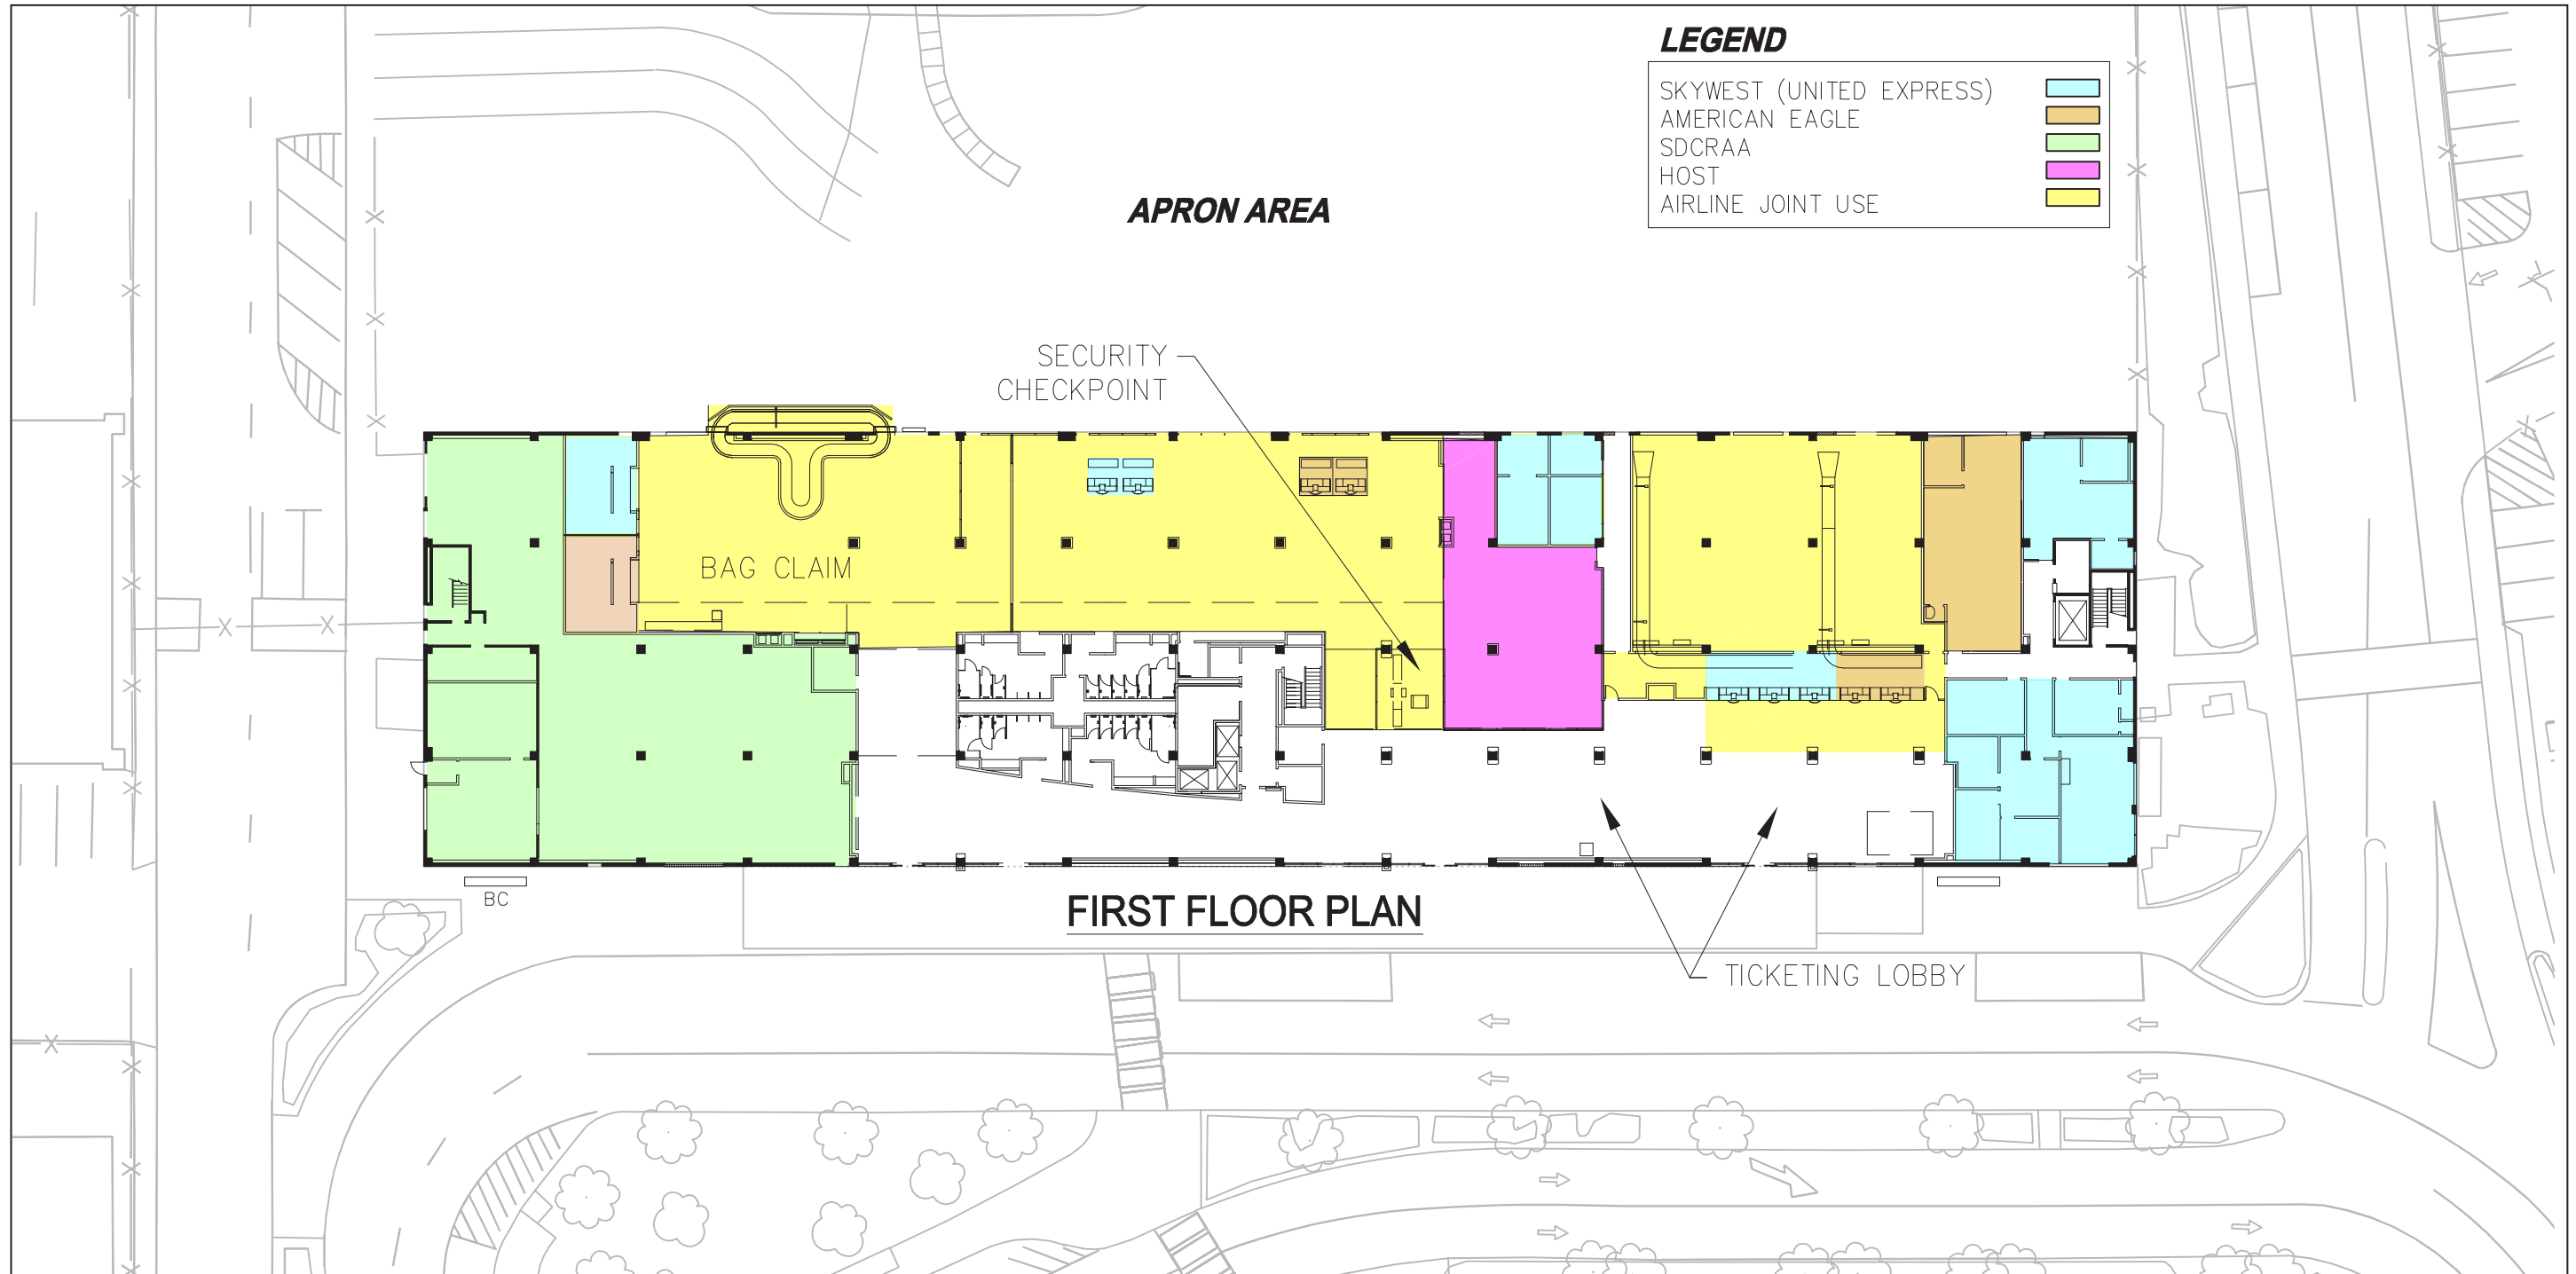 LEGEND
SKYWEST (UNITED EXPRESS)
AMERICAN EAGLE
SDCRAA
HOST
AIRLINE JOINT USE
APRON AREA
SECURITY
CHECKPOINT
BAG CLAIM
BC
FIRST FLOOR PLAN
TICKETING LOBBY